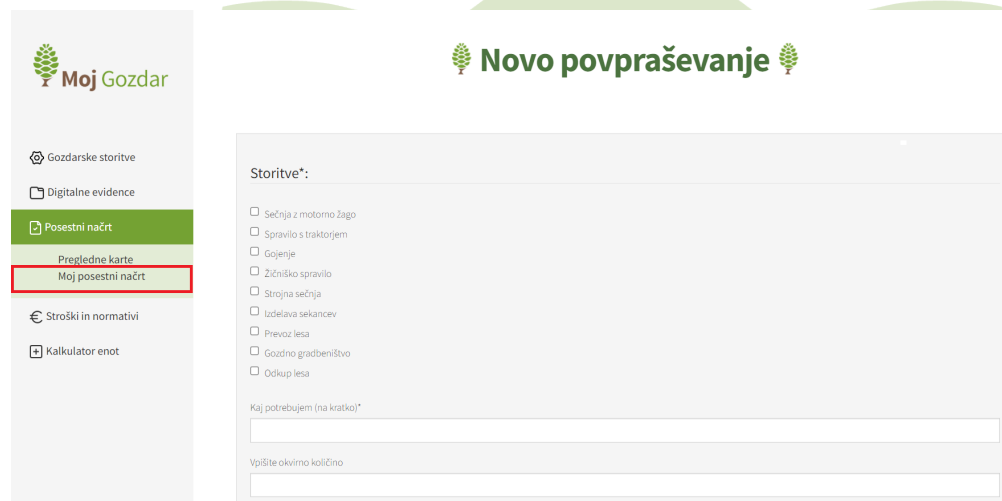 Moj Gozdar
Novo povpraševanje
Gozdarske storitve
Digitalne evidence
Posestni načrt
Pregledne karte
Moj posestni načrt
Stroški in normativi
Kalkulator enot
Storitve*:
Sečnja z motorno žago
Spravilo s traktorjem
Gojenje
Žičniško spravilo
Strojna sečnja
Izdelava sekancev
Prevoz lesa
Gozdno gradbeništvo
Odkup lesa
Kaj potrebujem (na kratko)*
Vpišite okvirno količino